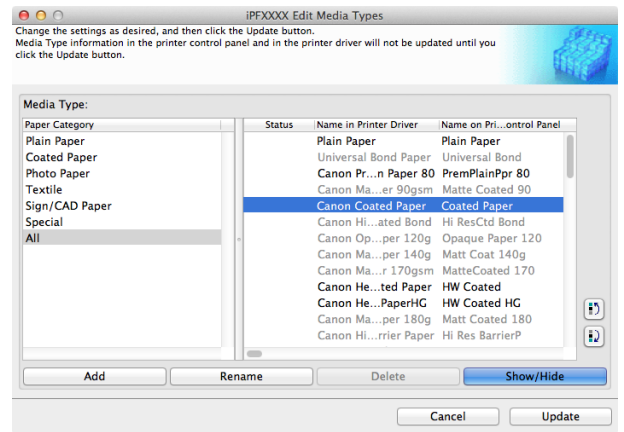 iPFXXXX Edit Media Types
Change the settings as desired, and then click the Update button.
Media Type information in the printer control panel and in the printer driver will not be updated until you
click the Update button.
Media Type:
Paper Category
Plain Paper
Coated Paper
Photo Paper
Textile
Sign/CAD Paper
Special
All
Status Name in Printer Driver Name on Pri...ontrol Panel
Plain Paper Plain Paper
Universal Bond Paper Universal Bond
Canon Pr...n Paper 80 PremPlainPpr 80
Canon Ma...er 90gsm Matte Coated 90
Canon Coated Paper Coated Paper
Canon Hi...ated Bond Hi ResCtd Bond
Canon Op...per 120g Opaque Paper 120
Canon Ma...per 140g Matt Coat 140g
Canon Ma...r 170gsm MatteCoated 170
Canon He...ted Paper HW Coated
Canon He...PaperHG HW Coated HG
Canon Ma...per 180g Matt Coated 180
Canon Hi...rrier Paper Hi Res BarrierP
Add Rename Delete Show/Hide
Cancel Update